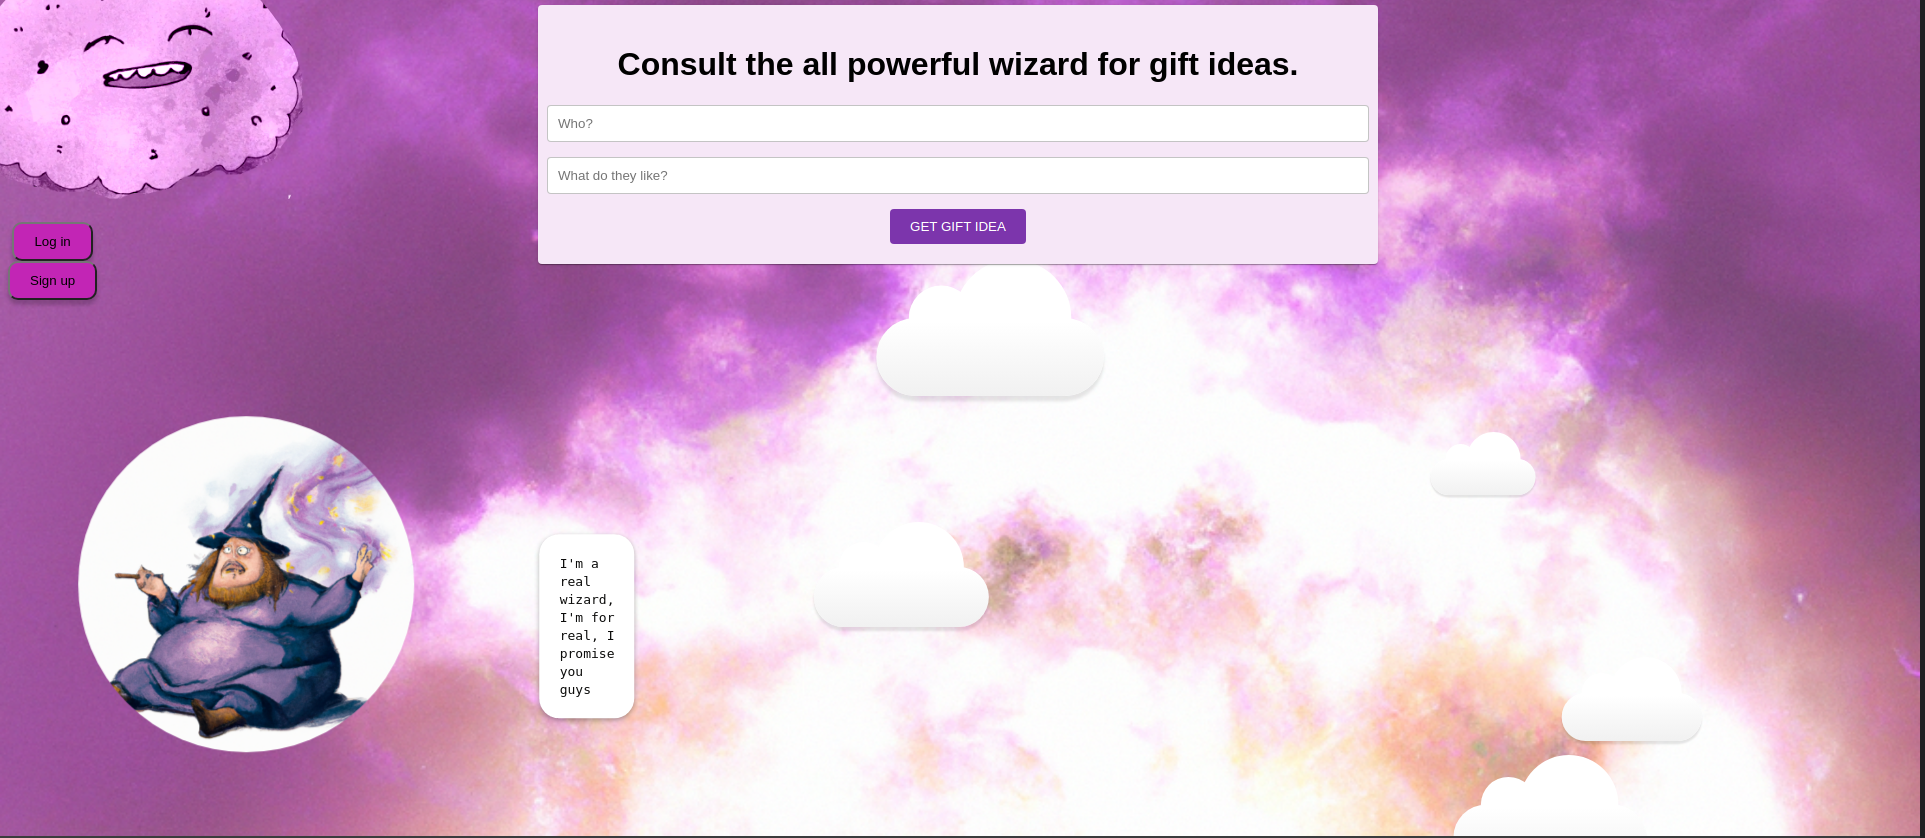 Consult the all powerful wizard for gift ideas.
Who?
What do they like?
GET GIFT IDEA
Log in
Sign up
I'm a
real
wizard,
I'm for
real, I
promise
you
guys